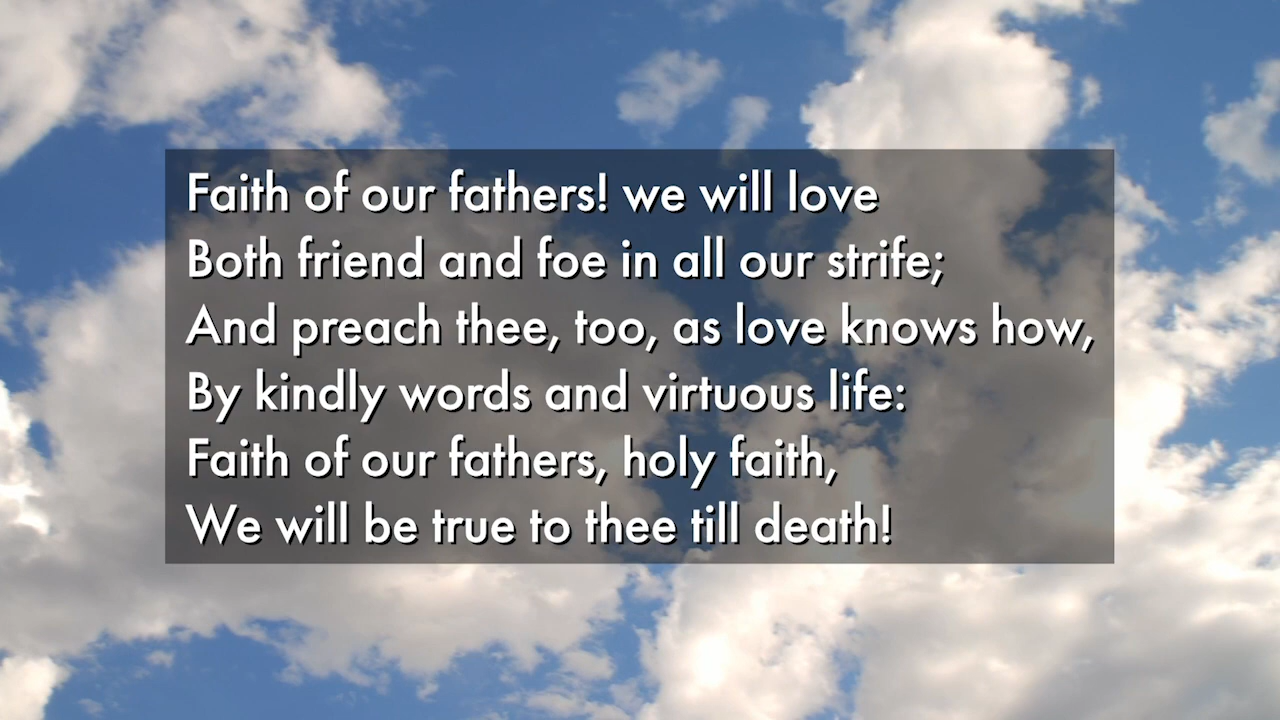 Faith of our fathers! we will love
Both friend and foe in all our strife;
And preach thee, too, as love knows how,
By kindly words and virtuous life:
Faith of our fathers, holy faith,
We will be true to thee till death!